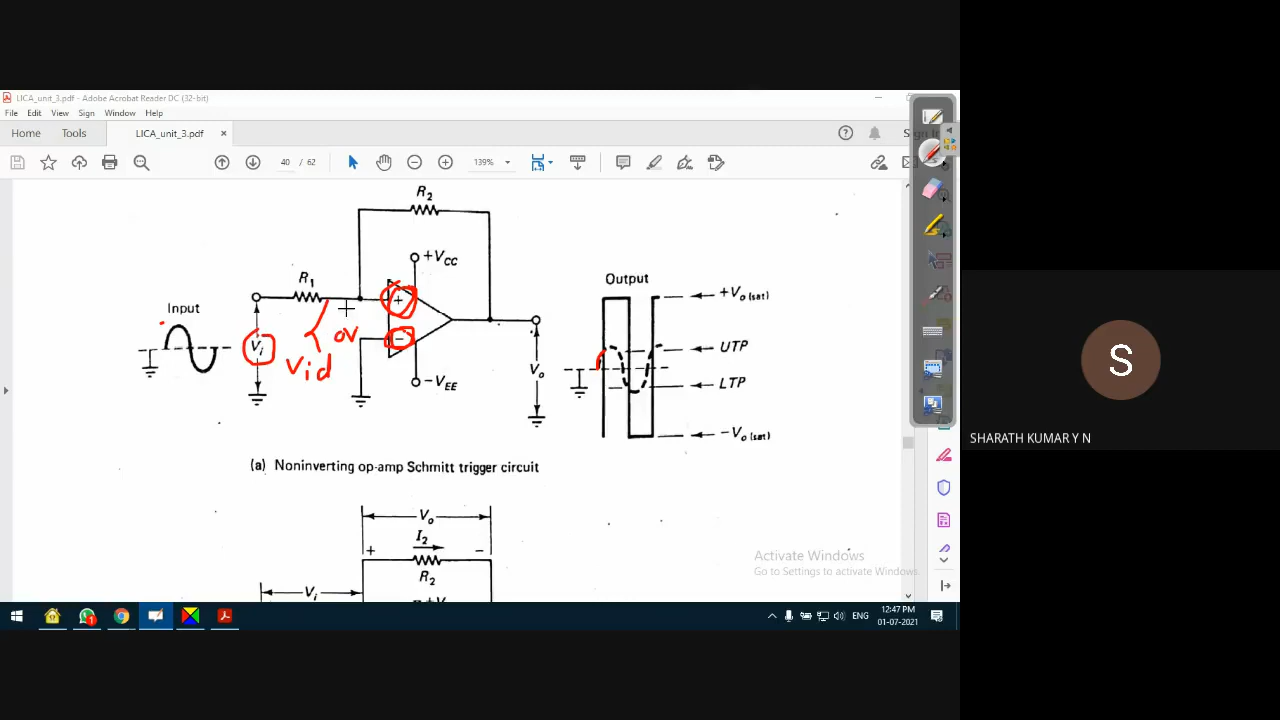 LICA_unit_3.pdf - Adobe Acrobat Reader DC (32-bit)
File Edit View Sign Window Help
Home Tools LICA_unit_3.pdf × ? Sign In
40 / 62 139%
R2
+VCC
R1
Output
+Vo(sat)
Input
+
0V
UTP
Vi
−
Vid
Vo
LTP
−VEE
−Vo(sat)
S
SHARATH KUMAR Y N
(a) Noninverting op-amp Schmitt trigger circuit
Vo
I2
+ −
R2
Vi
+V
Activate Windows
Go to Settings to activate Windows.
1
ENG
12:47 PM
01-07-2021